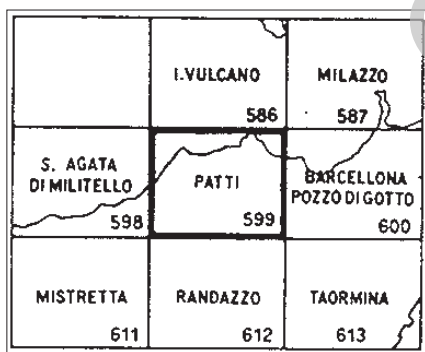 I.VULCANO
586
MILAZZO
587
S. AGATA
DI MILITELLO
598
PATTI
599
BARCELLONA
POZZO DI GOTTO
600
MISTRETTA
611
RANDAZZO
612
TAORMINA
613